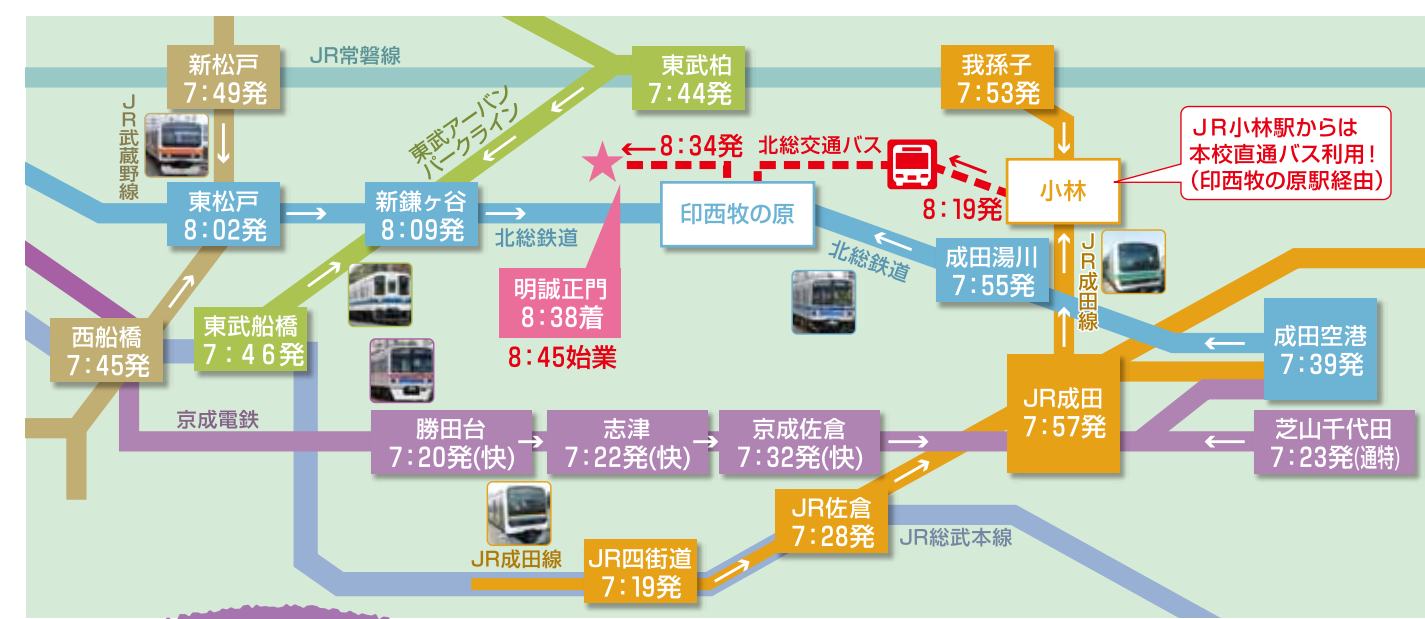 新松戸
7:49発
JR常磐線
東武柏
7:44発
我孫子
7:53発
JR武蔵野線
東武アーバン
パークライン
8:34発
北総交通バス
JR小林駅からは
本校直通バス利用！
(印西牧の原駅経由)
小林
8:19発
東松戸
8:02発
新鎌ヶ谷
8:09発
北総鉄道
印西牧の原
北総鉄道
成田湯川
7:55発
JR成田線
明誠正門
8:38着
8:45始業
西船橋
7:45発
東武船橋
7:46発
成田空港
7:39発
京成電鉄
勝田台
7:20発(快)
志津
7:22発(快)
京成佐倉
7:32発(快)
JR成田
7:57発
芝山千代田
7:23発(通特)
JR佐倉
7:28発
JR総武本線
JR成田線
JR四街道
7:19発